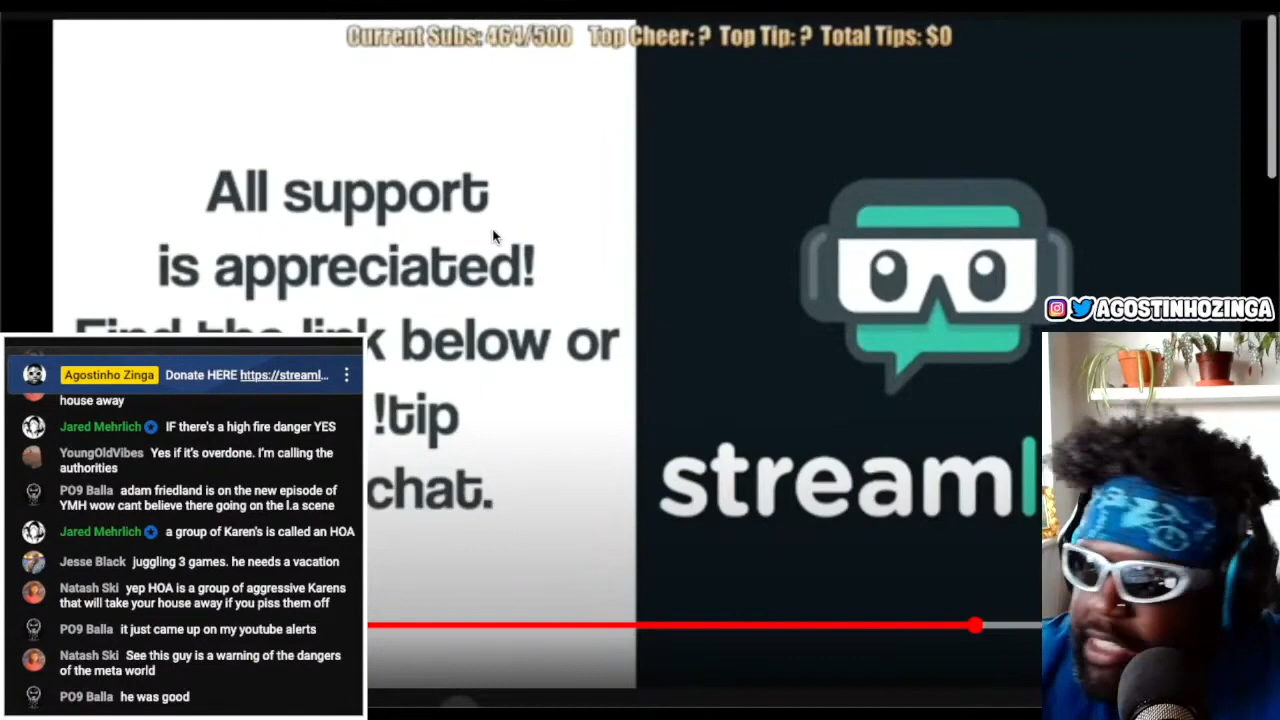 Current Subs: 464/500 Top Cheer: ? Top Tip: ? Total Tips: $0
All support
is appreciated!
Find the link below or
!tip
chat.
streaml
AGOSTINHOZINGA
Agostinho Zinga Donate HERE https://streaml...
house away
Jared Mehrlich IF there's a high fire danger YES
YoungOldVibes Yes if it's overdone. I'm calling the
authorities
PO9 Balla adam friedland is on the new episode of
YMH wow cant believe there going on the l.a scene
Jared Mehrlich a group of Karen's is called an HOA
Jesse Black juggling 3 games. he needs a vacation
Natash Ski yep HOA is a group of aggressive Karens
that will take your house away if you piss them off
PO9 Balla it just came up on my youtube alerts
Natash Ski See this guy is a warning of the dangers
of the meta world
PO9 Balla he was good